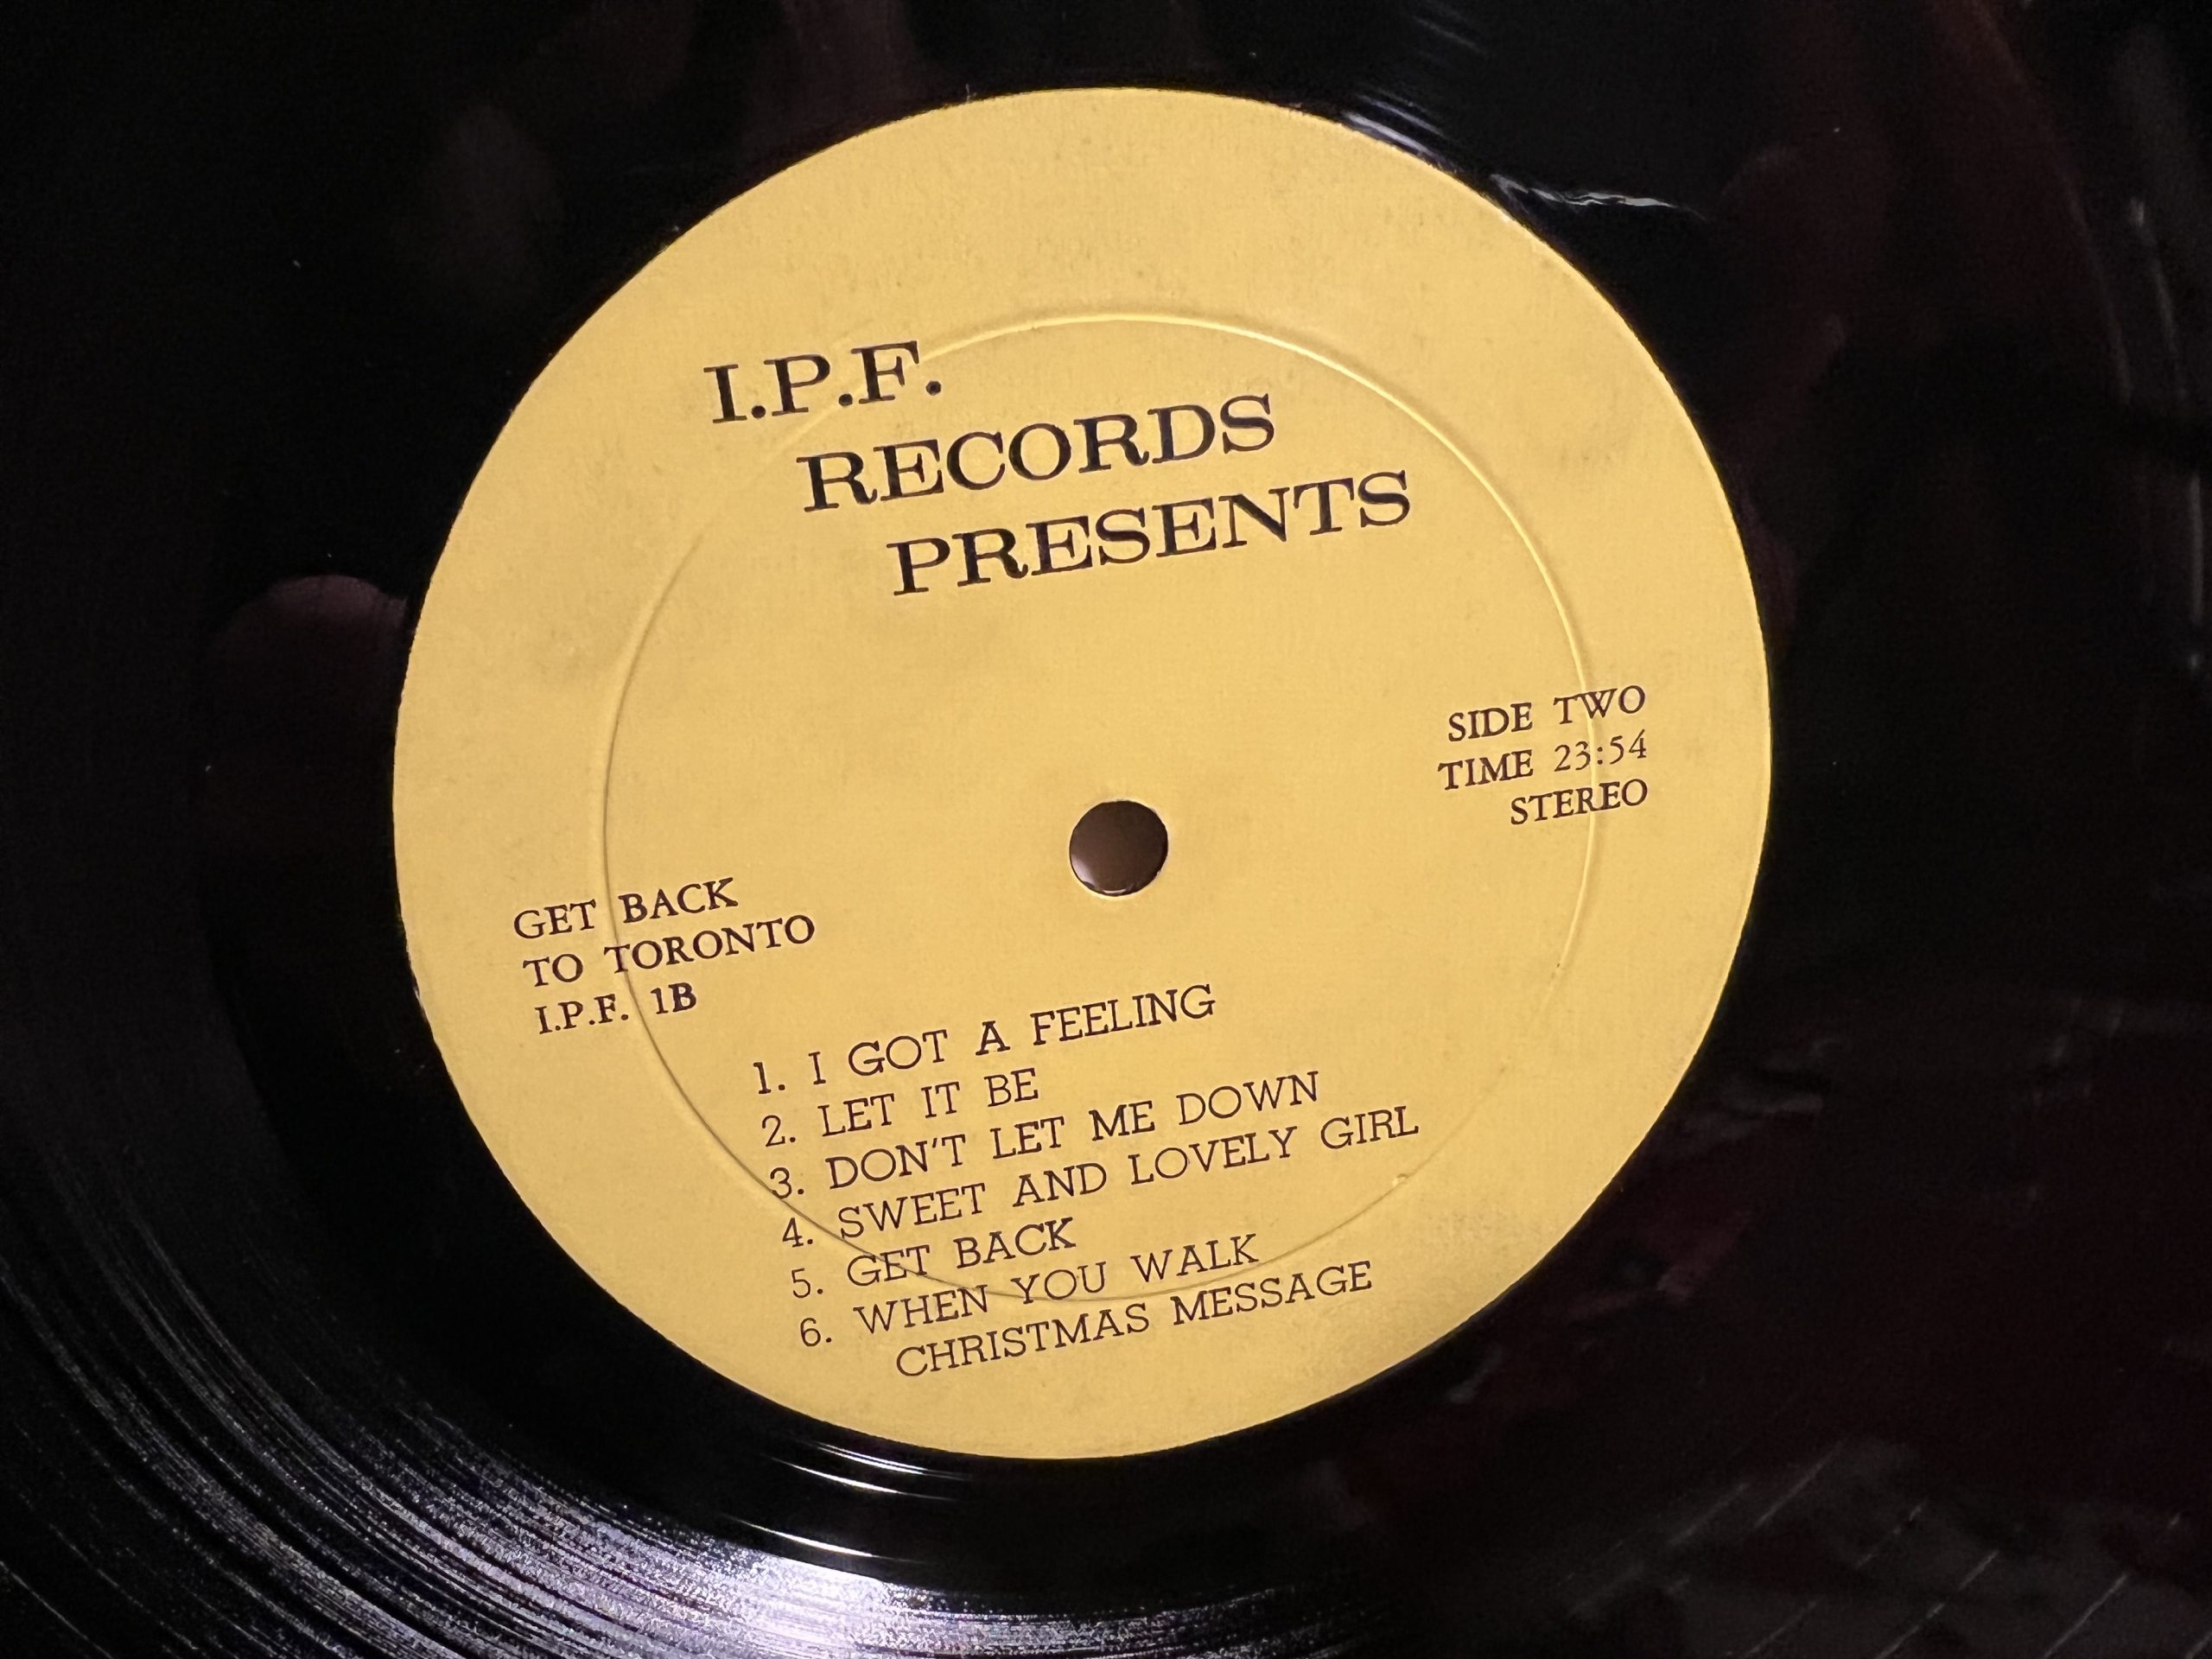 I.P.F.
RECORDS
PRESENTS
SIDE TWO
TIME 23:54
STEREO
GET BACK
TO TORONTO
I.P.F. 1B
1. I GOT A FEELING
2. LET IT BE
3. DON'T LET ME DOWN
4. SWEET AND LOVELY GIRL
5. GET BACK
6. WHEN YOU WALK
CHRISTMAS MESSAGE